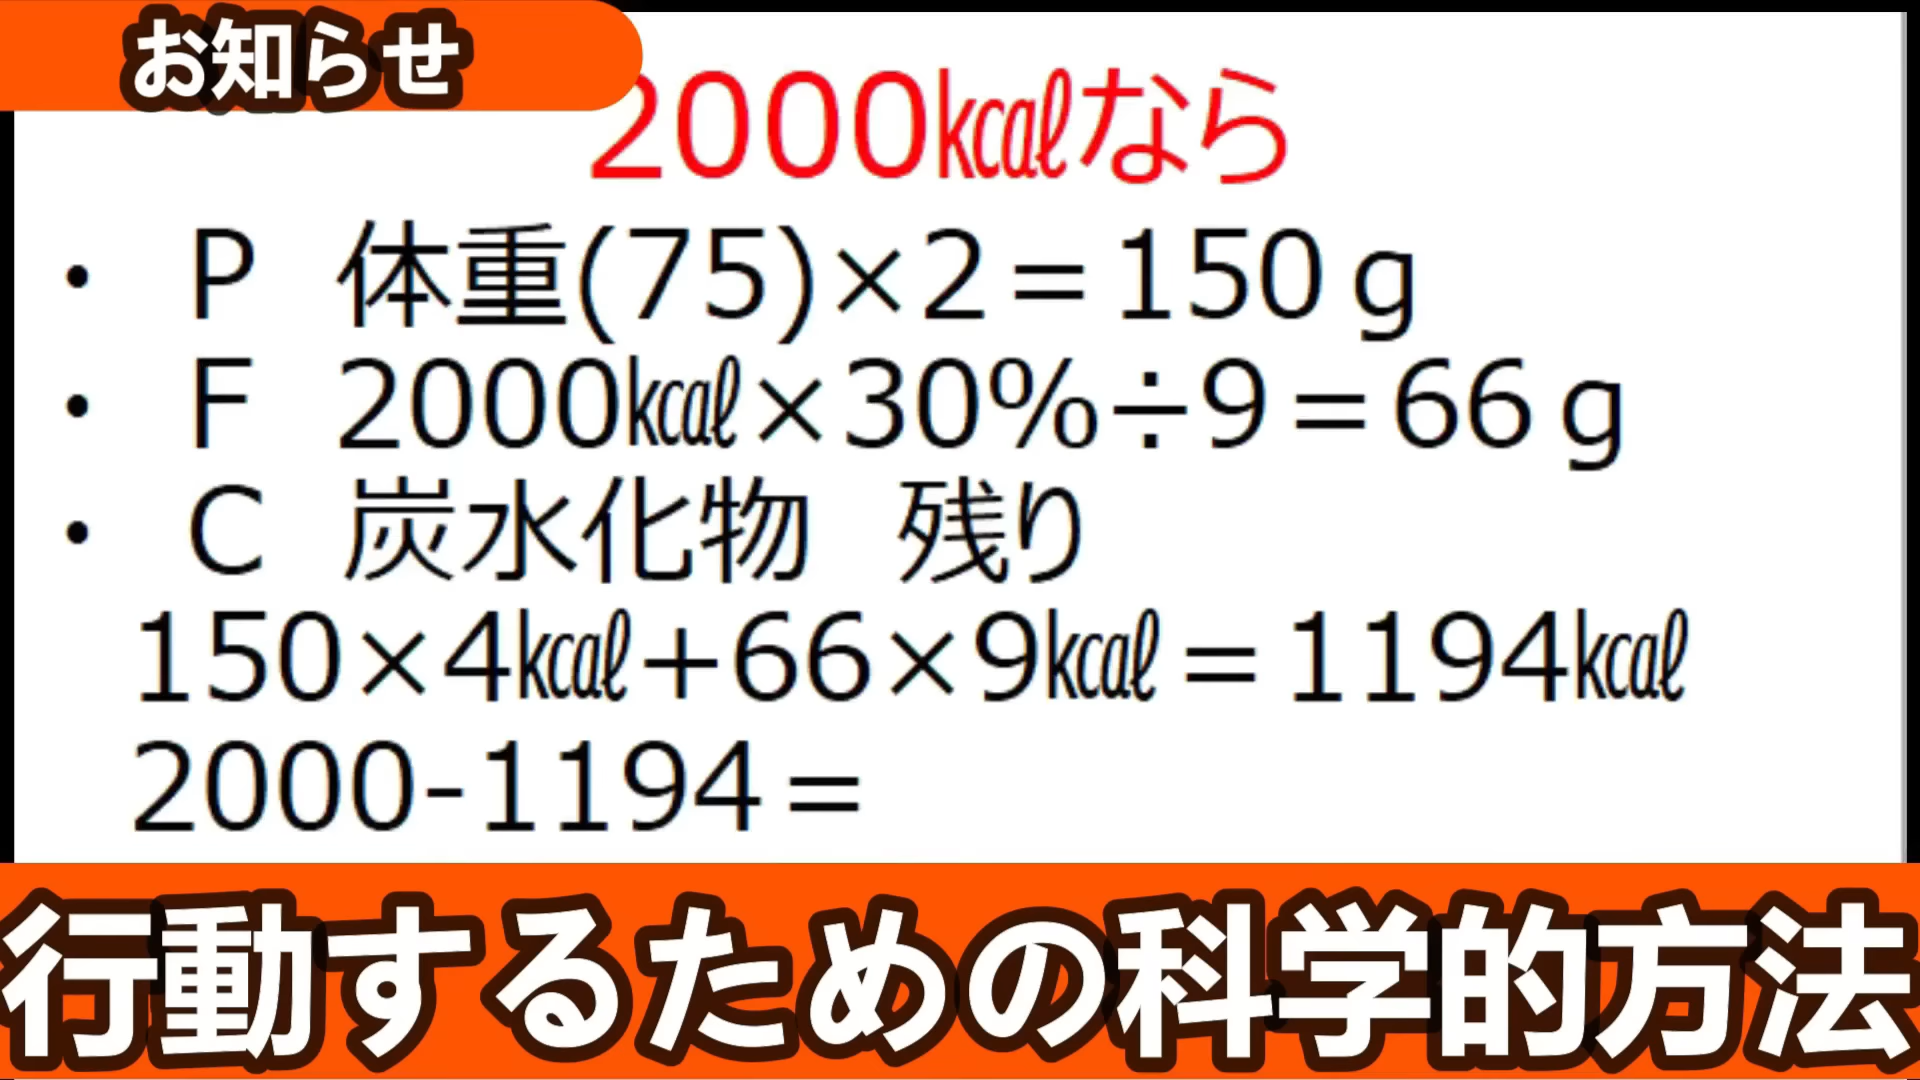 お知らせ
2000㎉なら
・ P 体重(75)×2＝150ｇ
・ F 2000㎉×30%÷9＝66ｇ
・ C 炭水化物 残り
150×4㎉+66×9㎉＝1194㎉
2000-1194＝
行動するための科学的方法